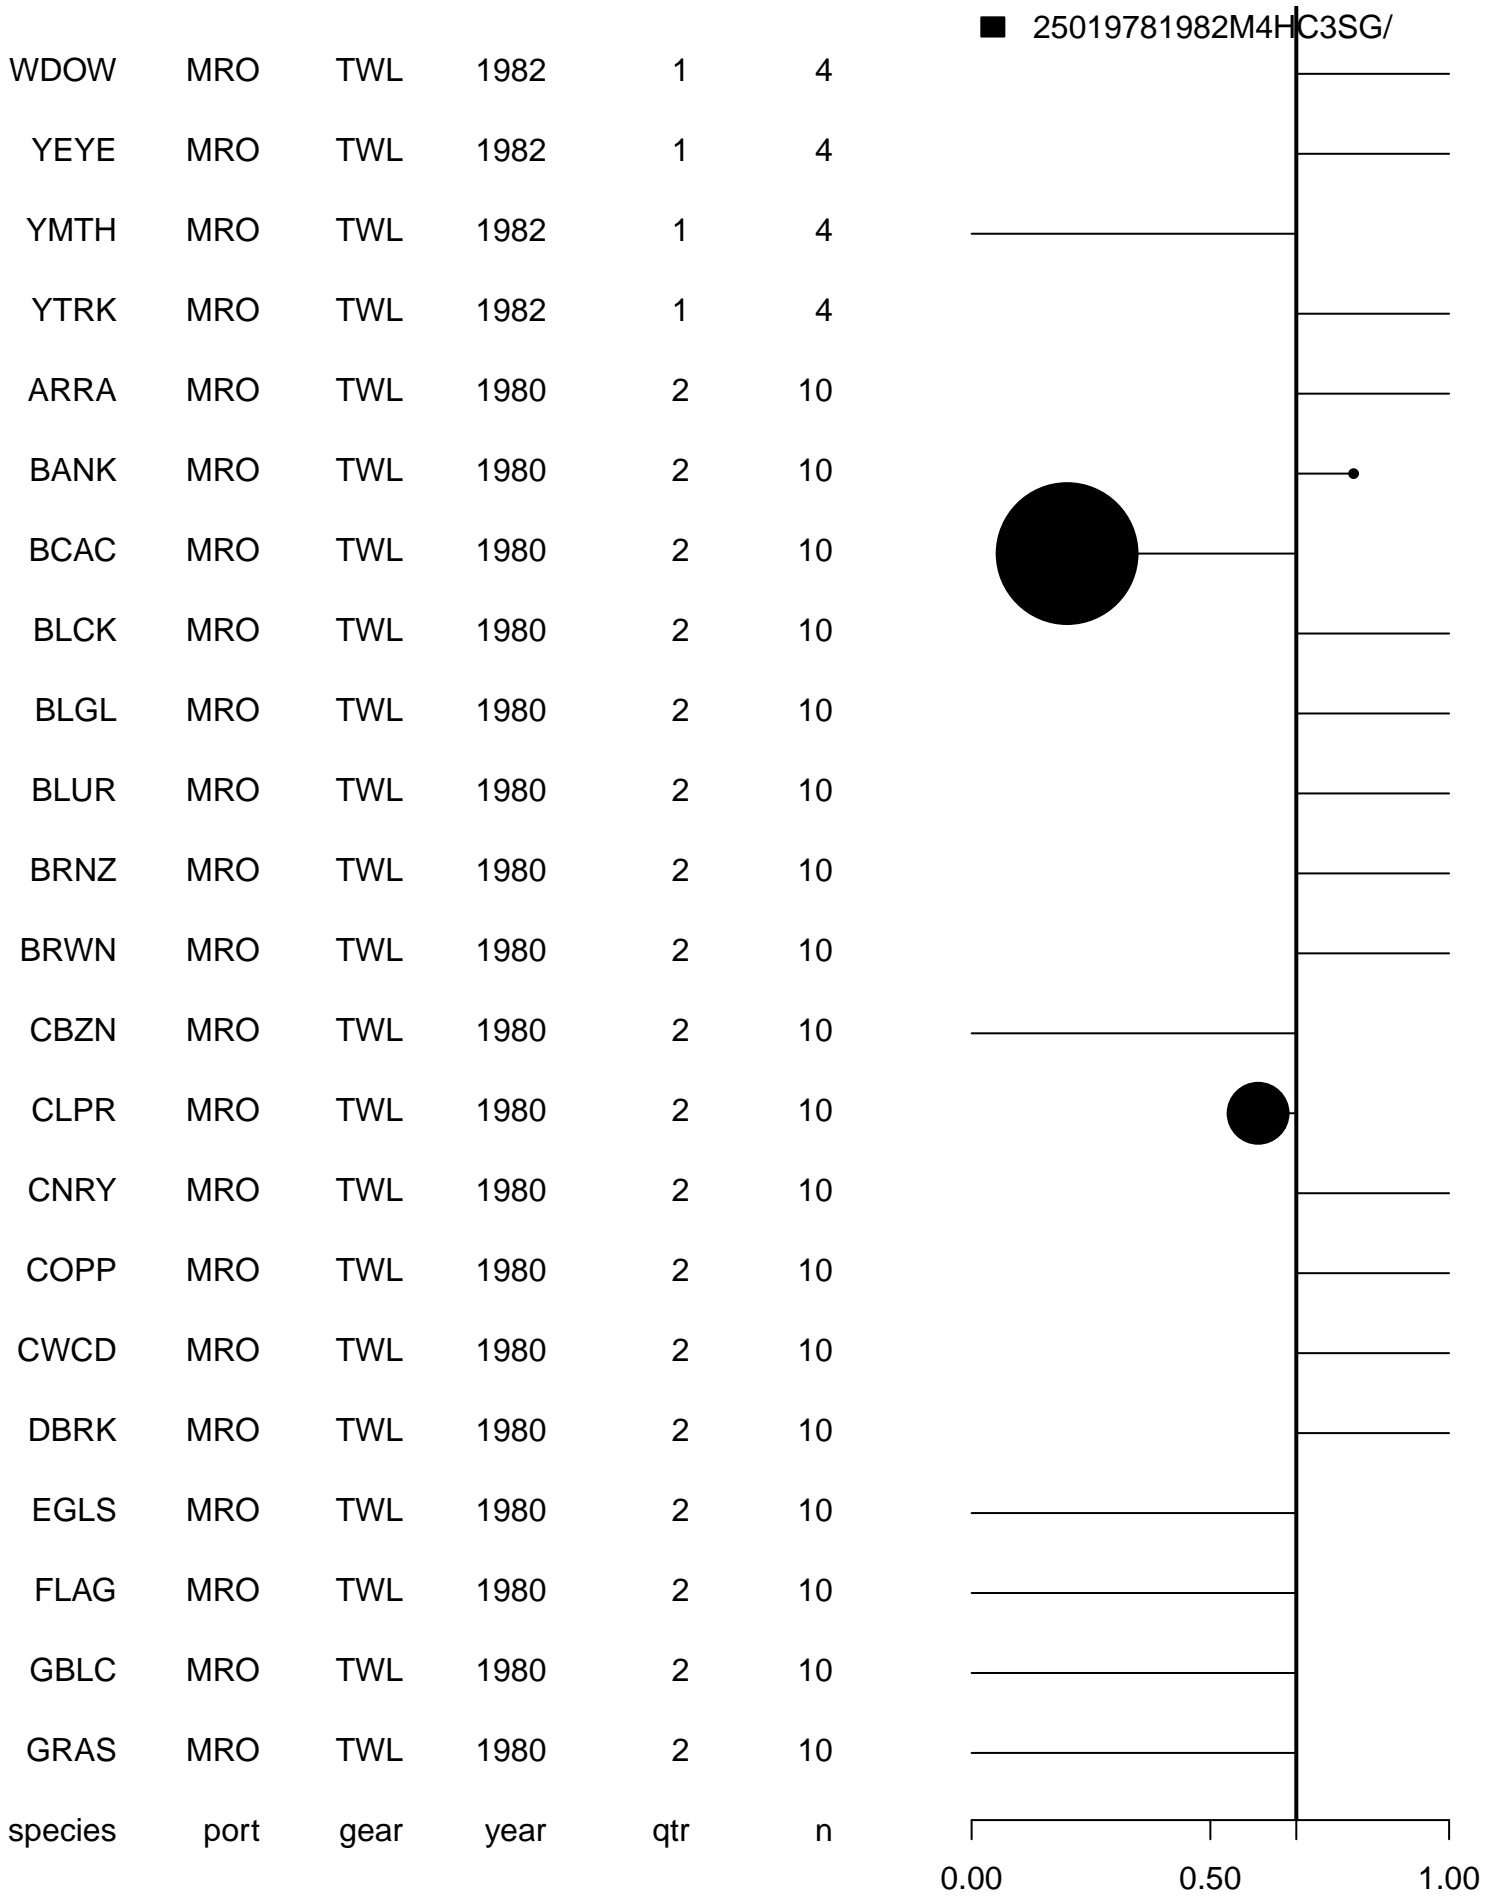 25019781982M4HC3SG/
WDOW MRO TWL 1982 1 4
YEYE MRO TWL 1982 1 4
YMTH MRO TWL 1982 1 4
YTRK MRO TWL 1982 1 4
ARRA MRO TWL 1980 2 10
BANK MRO TWL 1980 2 10
BCAC MRO TWL 1980 2 10
BLCK MRO TWL 1980 2 10
BLGL MRO TWL 1980 2 10
BLUR MRO TWL 1980 2 10
BRNZ MRO TWL 1980 2 10
BRWN MRO TWL 1980 2 10
CBZN MRO TWL 1980 2 10
CLPR MRO TWL 1980 2 10
CNRY MRO TWL 1980 2 10
COPP MRO TWL 1980 2 10
CWCD MRO TWL 1980 2 10
DBRK MRO TWL 1980 2 10
EGLS MRO TWL 1980 2 10
FLAG MRO TWL 1980 2 10
GBLC MRO TWL 1980 2 10
GRAS MRO TWL 1980 2 10
species port gear year qtr n
0.00 0.50 1.00